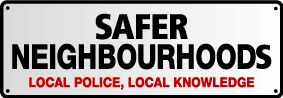 SAFER
NEIGHBOURHOODS
LOCAL POLICE, LOCAL KNOWLEDGE